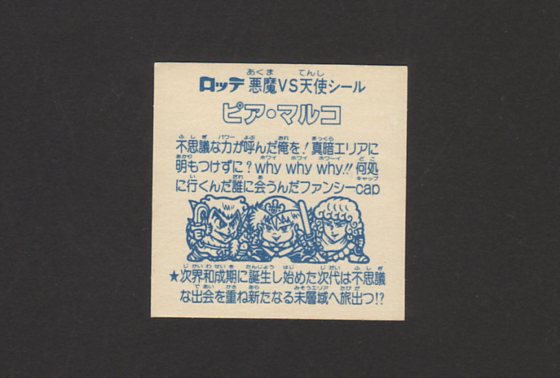 ロッテ 悪魔VS天使シール
ピア・マルコ
不思議な力が呼んだ俺を!真暗エリアに
明もつけずに?why why why!!何処
に行くんだ誰に会うんだファンシーcap
★次界和成期に誕生し始めた次代は不思議
な出会を重ね新たなる未層域へ旅出つ!?